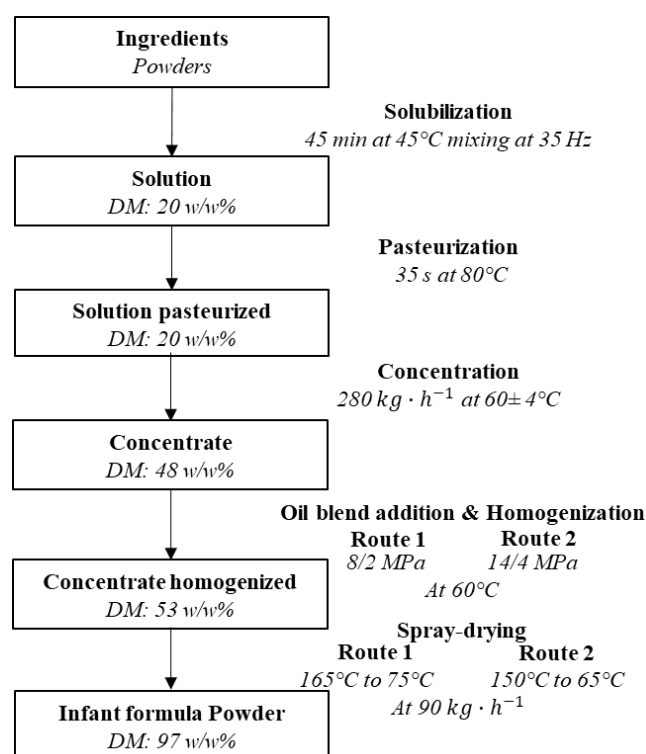 Ingredients
Powders
Solubilization
45 min at 45°C mixing at 35 Hz
Solution
DM: 20 w/w%
Pasteurization
35 s at 80°C
Solution pasteurized
DM: 20 w/w%
Concentration
280 kg · h⁻¹ at 60± 4°C
Concentrate
DM: 48 w/w%
Oil blend addition & Homogenization
Route 1 Route 2
8/2 MPa 14/4 MPa
At 60°C
Concentrate homogenized
DM: 53 w/w%
Spray-drying
Route 1 Route 2
165°C to 75°C 150°C to 65°C
At 90 kg · h⁻¹
Infant formula Powder
DM: 97 w/w%